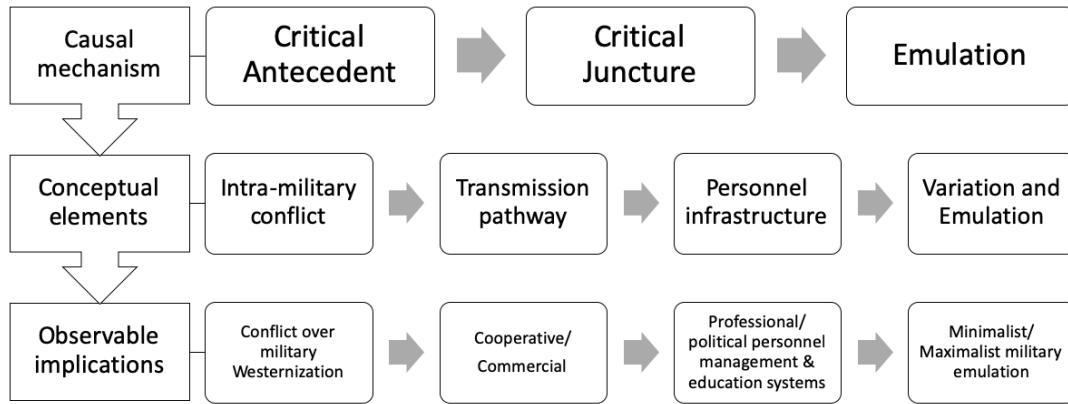 Causal
mechanism
Critical
Antecedent
Critical
Juncture
Emulation
Conceptual
elements
Intra-military
conflict
Transmission
pathway
Personnel
infrastructure
Variation and
Emulation
Observable
implications
Conflict over
military
Westernization
Cooperative/
Commercial
Professional/
political personnel
management &
education systems
Minimalist/
Maximalist military
emulation